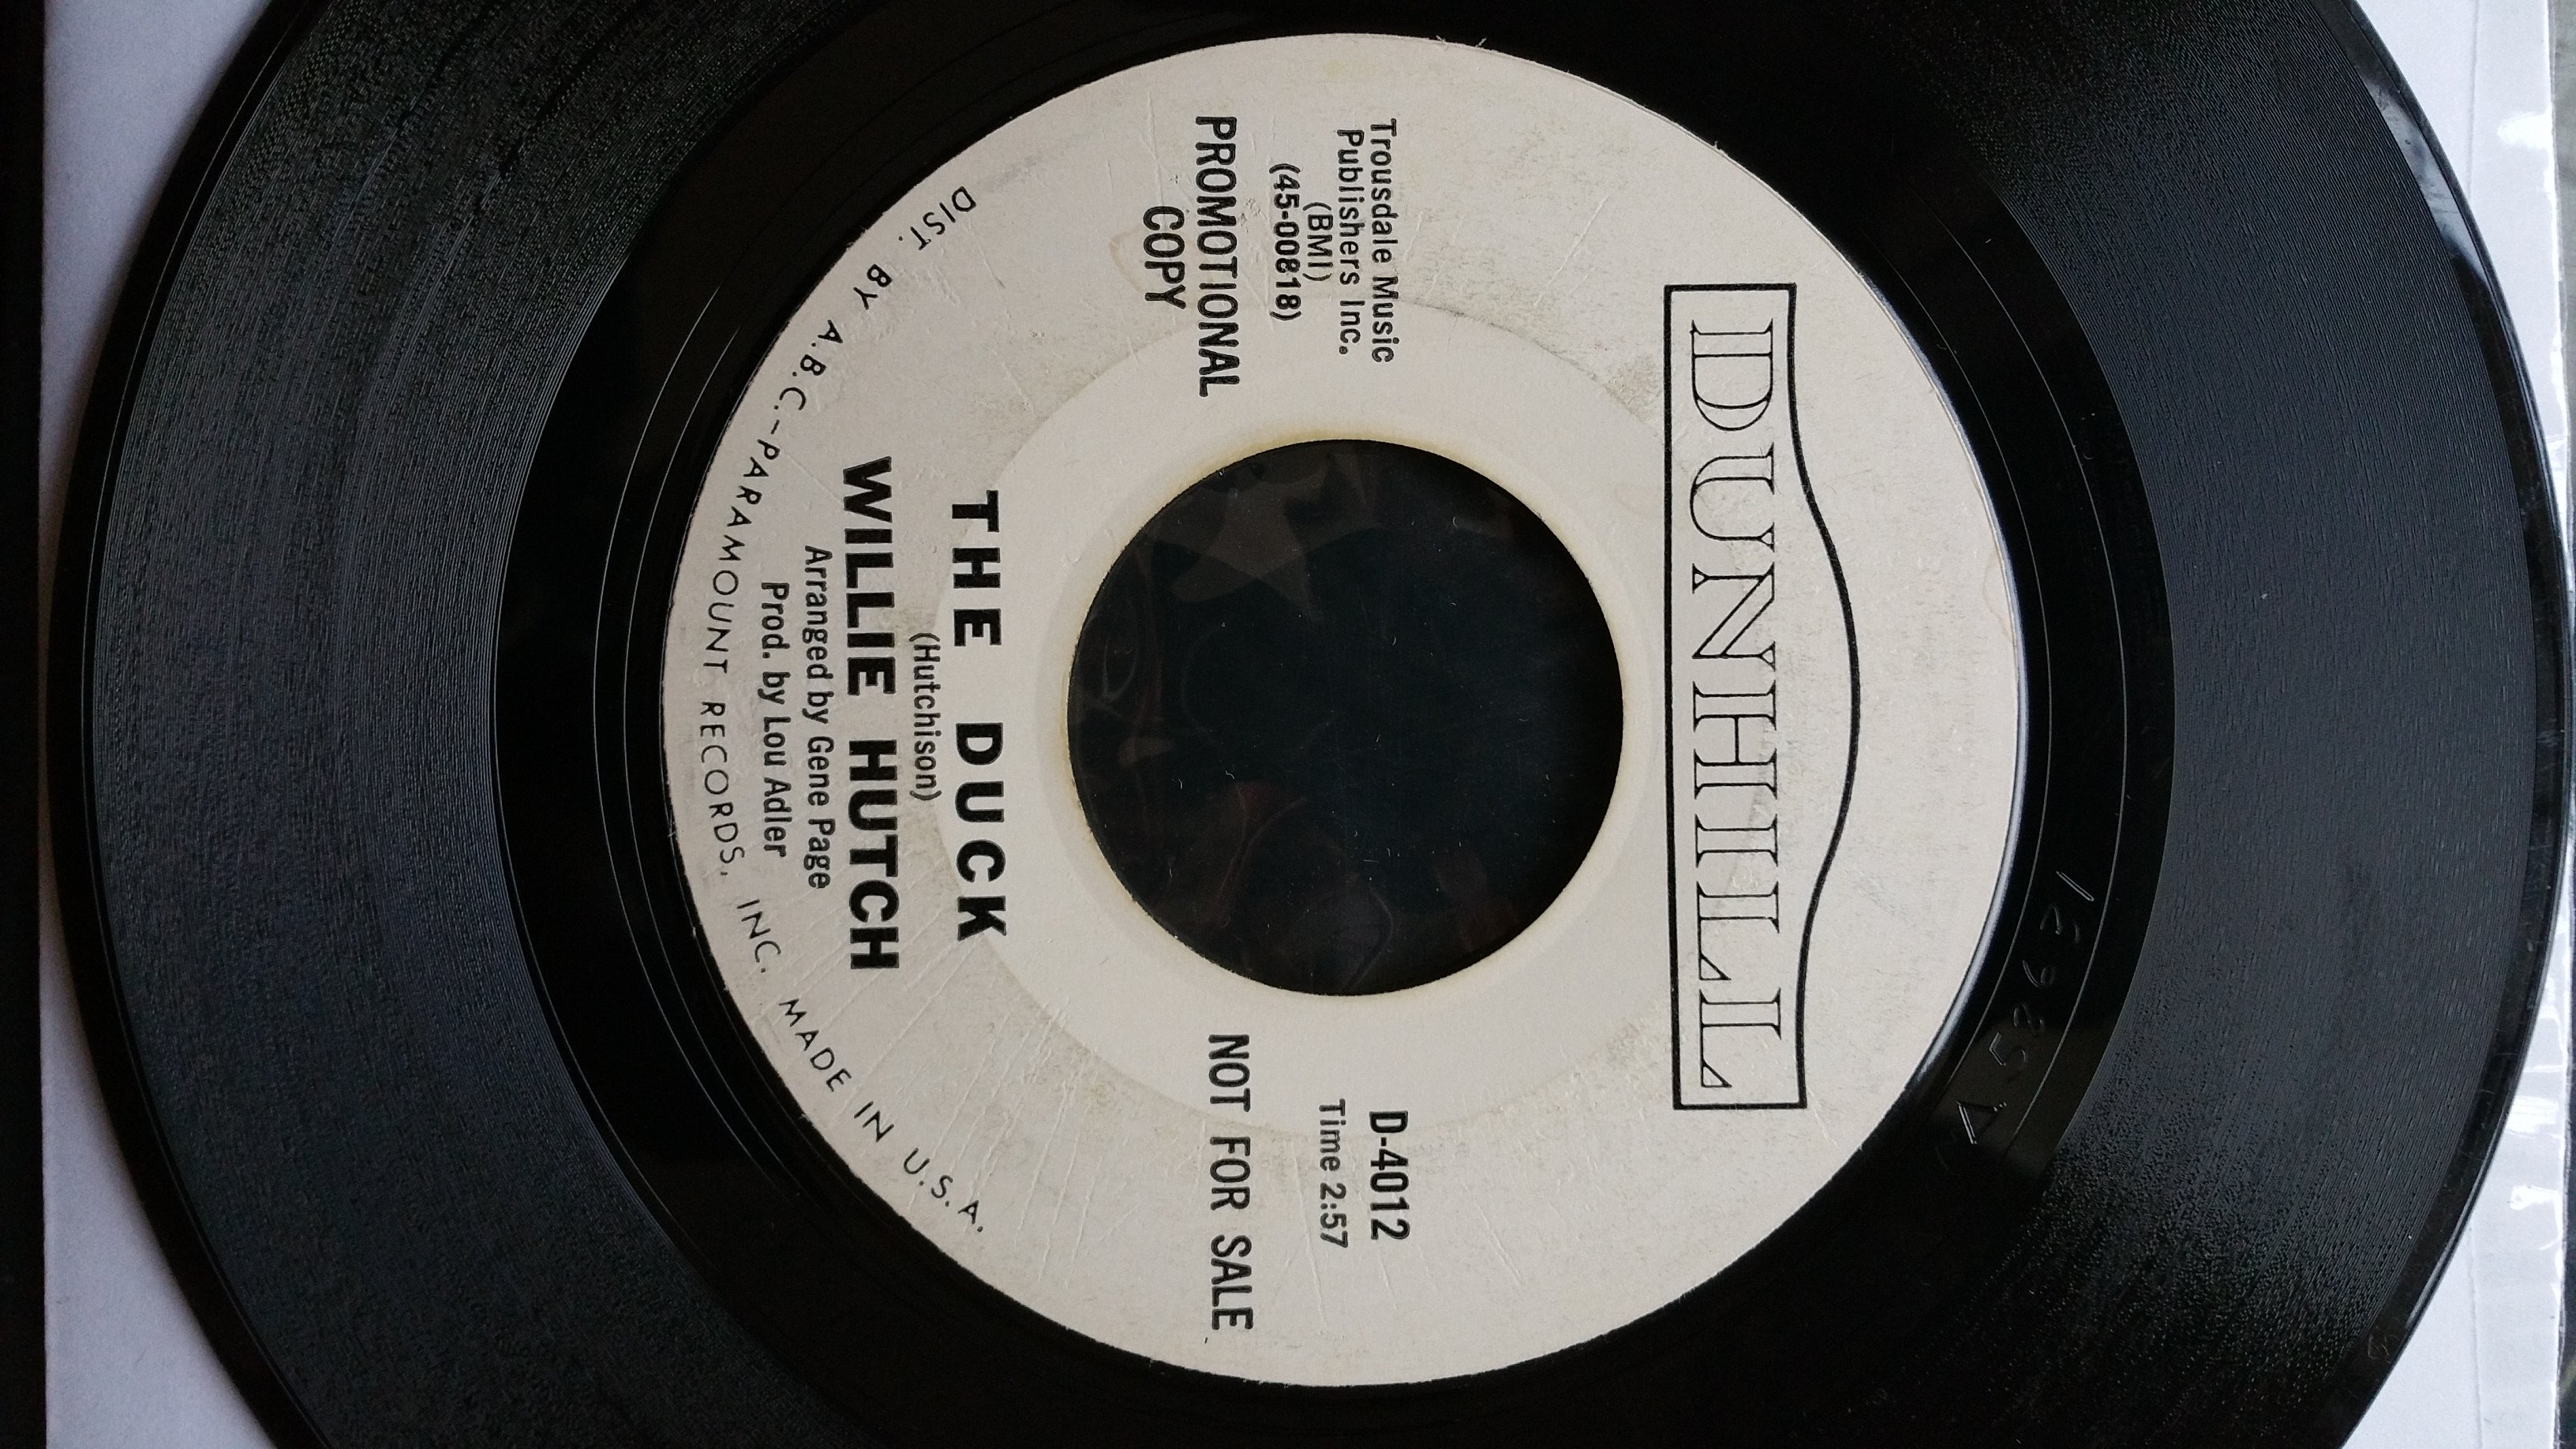 DUNHILL
Trousdale Music
Publishers Inc.
(BMI)
(45-00818)
PROMOTIONAL
COPY
D-4012
Time 2:57
NOT FOR SALE
THE DUCK
(Hutchison)
WILLIE HUTCH
Arranged by Gene Page
Prod. by Lou Adler
DIST. BY A.B.C.-PARAMOUNT RECORDS, INC. MADE IN U.S.A.